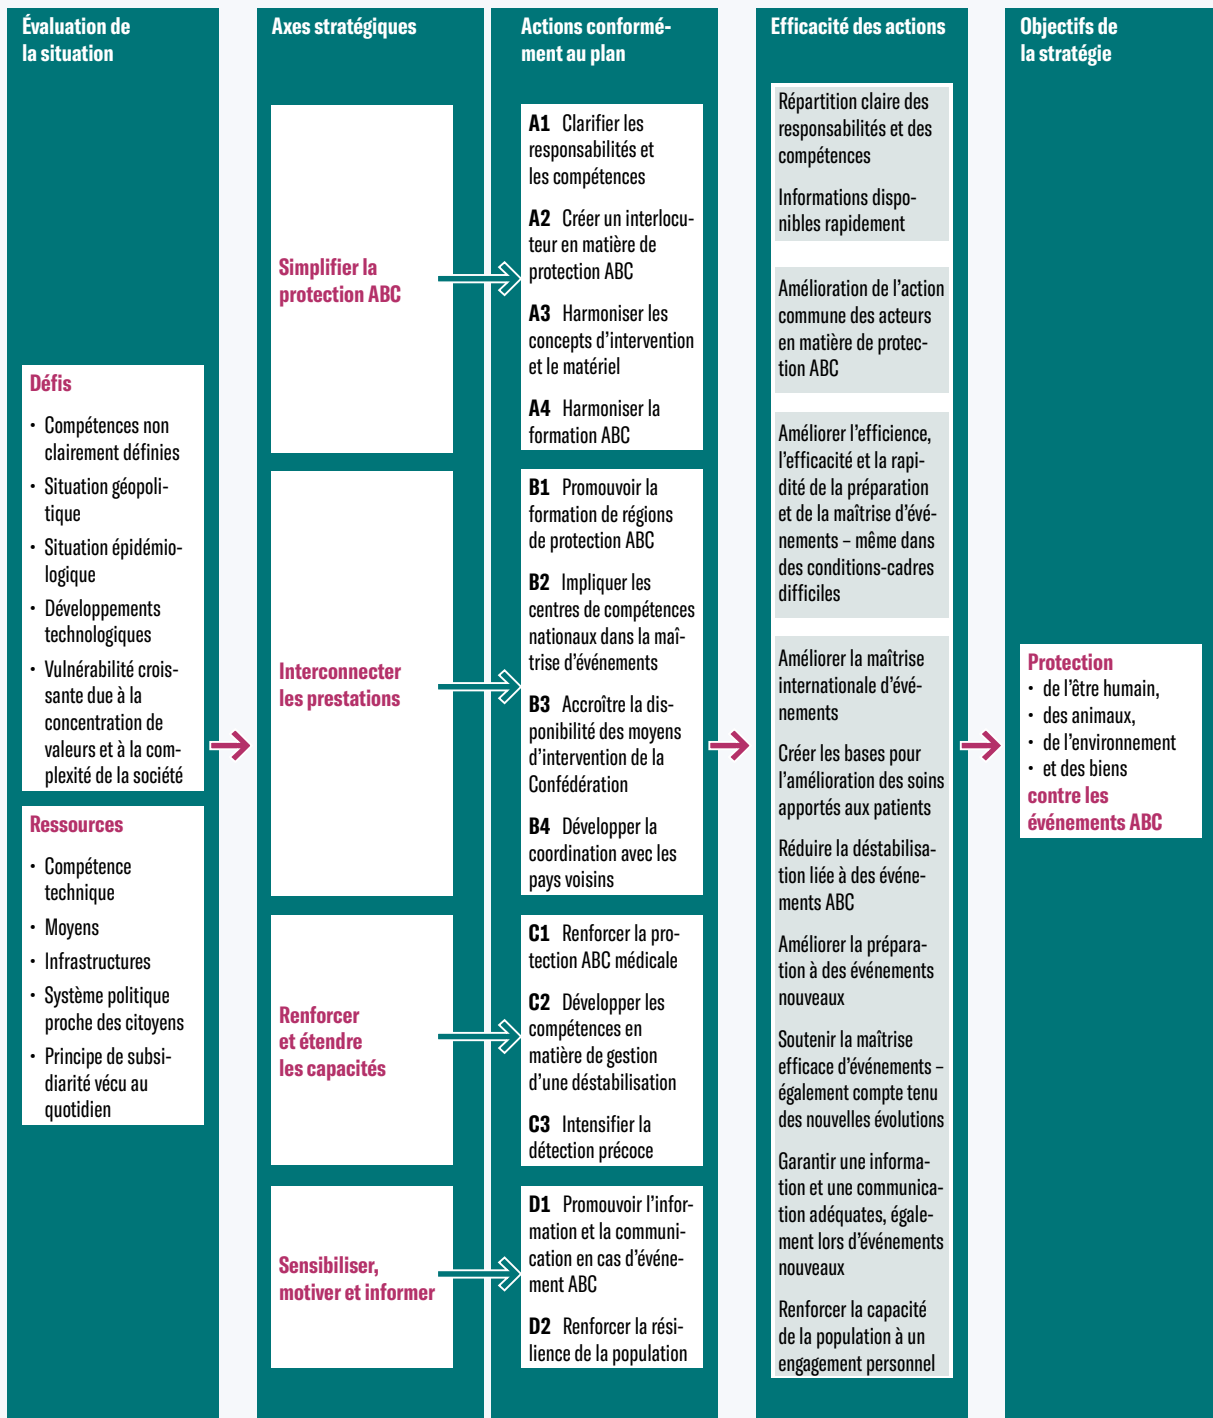 Évaluation de
la situation
Défis
• Compétences non
clairement définies
• Situation géopoli-
tique
• Situation épidémio-
logique
• Développements
technologiques
• Vulnérabilité crois-
sante due à la
concentration de
valeurs et à la com-
plexité de la société
Ressources
• Compétence
technique
• Moyens
• Infrastructures
• Système politique
proche des citoyens
• Principe de subsi-
diarité vécu au
quotidien
Axes stratégiques
Simplifier la
protection ABC
Interconnecter
les prestations
Renforcer
et étendre
les capacités
Sensibiliser,
motiver et informer
Actions conformé-
ment au plan
A1 Clarifier les
responsabilités et
les compétences
A2 Créer un interlocu-
teur en matière de
protection ABC
A3 Harmoniser les
concepts d'intervention
et le matériel
A4 Harmoniser la
formation ABC
B1 Promouvoir la
formation de régions
de protection ABC
B2 Impliquer les
centres de compétences
nationaux dans la maî-
trise d'événements
B3 Accroître la dis-
ponibilité des moyens
d'intervention de la
Confédération
B4 Développer la
coordination avec les
pays voisins
C1 Renforcer la pro-
tection ABC médicale
C2 Développer les
compétences en
matière de gestion
d'une déstabilisation
C3 Intensifier la
détection précoce
D1 Promouvoir l'infor-
mation et la communi-
cation en cas d'événe-
ment ABC
D2 Renforcer la rési-
lience de la population
Efficacité des actions
Répartition claire des
responsabilités et des
compétences
Informations dispo-
nibles rapidement
Amélioration de l'action
commune des acteurs
en matière de protec-
tion ABC
Améliorer l'efficience,
l'efficacité et la rapi-
dité de la préparation
et de la maîtrise d'évé-
nements – même dans
des conditions-cadres
difficiles
Améliorer la maîtrise
internationale d'évé-
nements
Créer les bases pour
l'amélioration des soins
apportés aux patients
Réduire la déstabilisa-
tion liée à des événe-
ments ABC
Améliorer la prépara-
tion à des événements
nouveaux
Soutenir la maîtrise
efficace d'événements –
également compte tenu
des nouvelles évolutions
Garantir une informa-
tion et une communica-
tion adéquates, égale-
ment lors d'événements
nouveaux
Renforcer la capacité
de la population à un
engagement personnel
Objectifs de
la stratégie
Protection
• de l'être humain,
• des animaux,
• de l'environnement
• et des biens
contre les
événements ABC